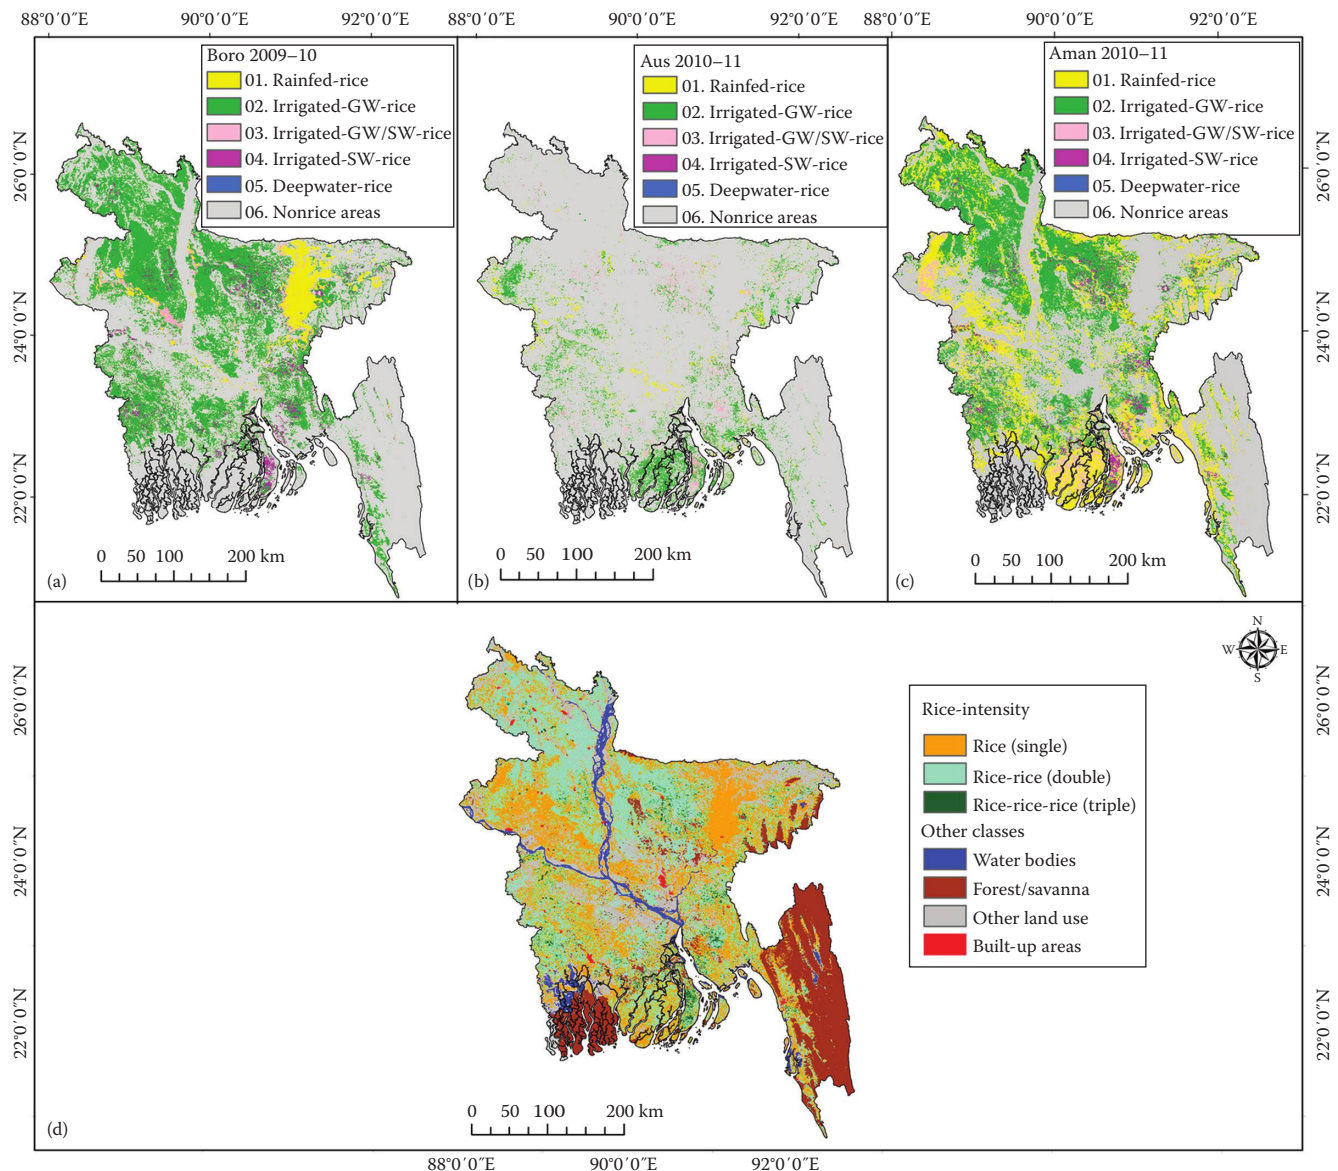 88°0′0″E 90°0′0″E 92°0′0″E 88°0′0″E 90°0′0″E 92°0′0″E 88°0′0″E 90°0′0″E 92°0′0″E
Boro 2009–10
01. Rainfed-rice
02. Irrigated-GW-rice
03. Irrigated-GW/SW-rice
04. Irrigated-SW-rice
05. Deepwater-rice
06. Nonrice areas
26°0′0″N
24°0′0″N
22°0′0″N
0 50 100 200 km
(a)
Aus 2010–11
01. Rainfed-rice
02. Irrigated-GW-rice
03. Irrigated-GW/SW-rice
04. Irrigated-SW-rice
05. Deepwater-rice
06. Nonrice areas
0 50 100 200 km
(b)
Aman 2010–11
01. Rainfed-rice
02. Irrigated-GW-rice
03. Irrigated-GW/SW-rice
04. Irrigated-SW-rice
05. Deepwater-rice
06. Nonrice areas
26°0′0″N
24°0′0″N
22°0′0″N
0 50 100 200 km
(c)
N
W E
S
26°0′0″N
24°0′0″N
22°0′0″N
Rice-intensity
Rice (single)
Rice-rice (double)
Rice-rice-rice (triple)
Other classes
Water bodies
Forest/savanna
Other land use
Built-up areas
26°0′0″N
24°0′0″N
22°0′0″N
0 50 100 200 km
(d)
88°0′0″E 90°0′0″E 92°0′0″E